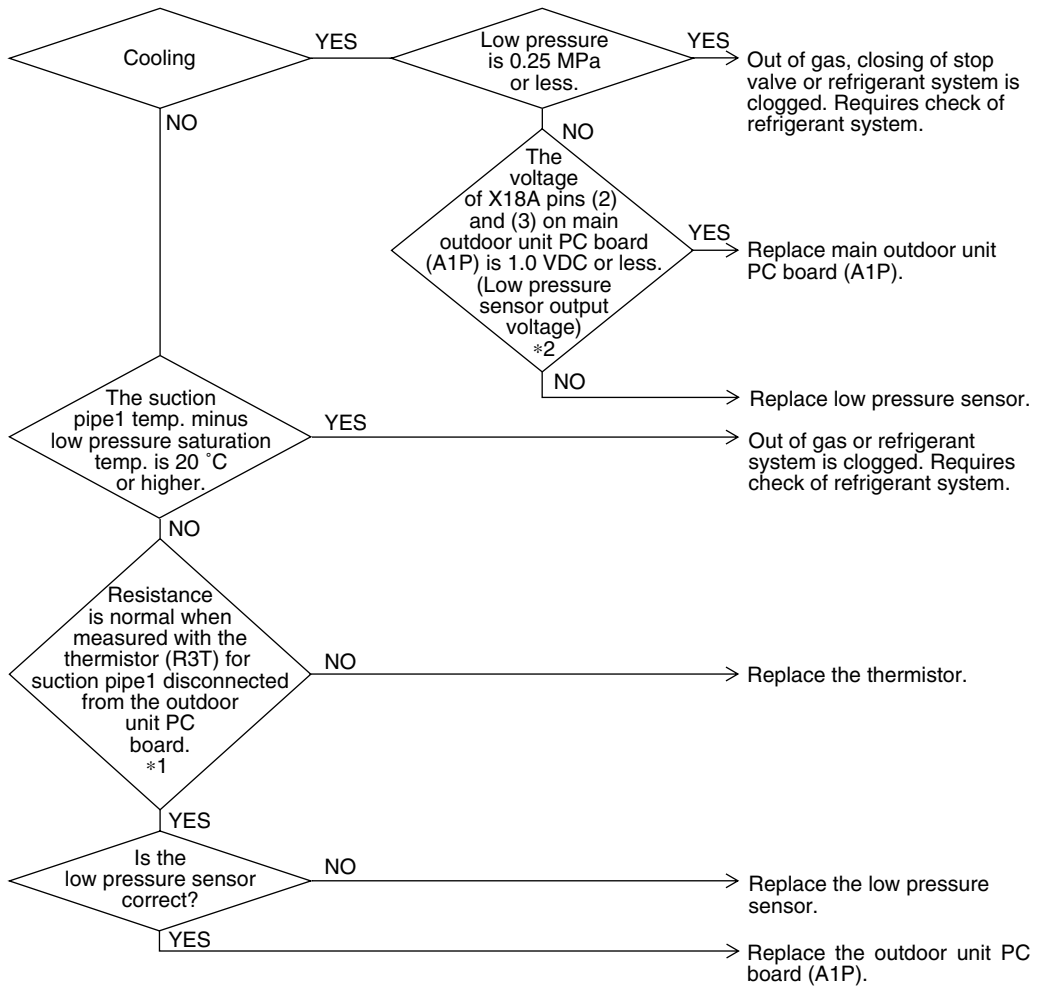 Cooling
YES
Low pressure
is 0.25 MPa
or less.
YES
Out of gas, closing of stop
valve or refrigerant system is
clogged. Requires check of
refrigerant system.
NO
NO
The
voltage
of X18A pins (2)
and (3) on main
outdoor unit PC board
(A1P) is 1.0 VDC or less.
(Low pressure
sensor output
voltage)
*2
YES
Replace main outdoor unit
PC board (A1P).
NO
Replace low pressure sensor.
The suction
pipe1 temp. minus
low pressure saturation
temp. is 20 ˚C
or higher.
YES
Out of gas or refrigerant
system is clogged. Requires
check of refrigerant system.
NO
Resistance
is normal when
measured with the
thermistor (R3T) for
suction pipe1 disconnected
from the outdoor
unit PC
board.
*1
NO
Replace the thermistor.
YES
Is the
low pressure sensor
correct?
NO
Replace the low pressure
sensor.
YES
Replace the outdoor unit PC
board (A1P).